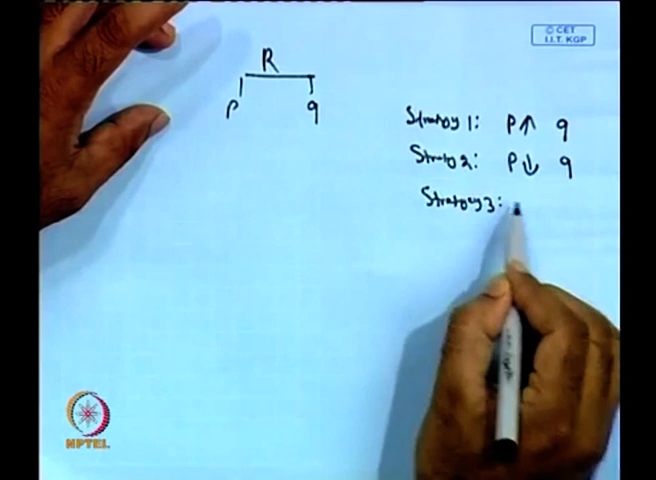 © CET
I.I.T. KGP
R
P q
Strategy 1: P↑ q
Strategy 2: P↓ q
Strategy 3:
NPTEL